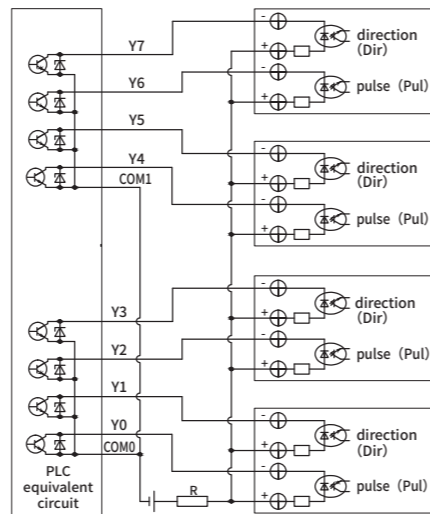 Y7
-
+
direction
(Dir)
Y6
-
+
pulse (Pul)
Y5
-
+
direction
(Dir)
Y4
-
+
pulse (Pul)
COM1
Y3
-
+
direction
(Dir)
Y2
-
+
pulse (Pul)
Y1
-
+
direction
(Dir)
Y0
-
+
pulse (Pul)
COM0
R
PLC
equivalent
circuit